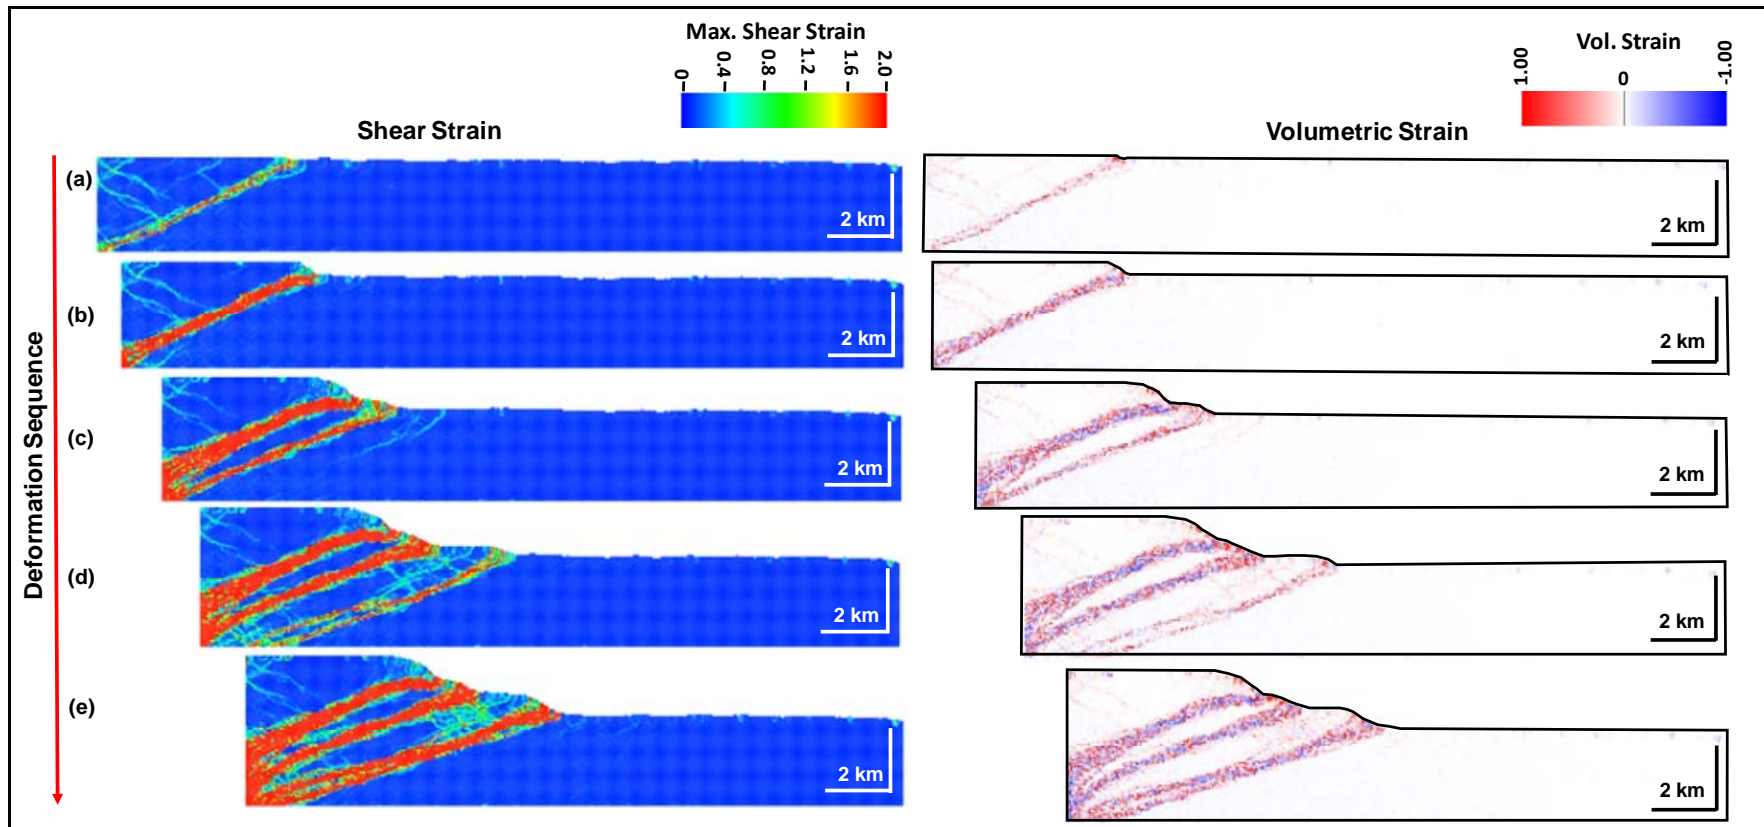 Max. Shear Strain
0 0.4 0.8 1.2 1.6 2.0
Vol. Strain
1.00 0 -1.00
Shear Strain
Volumetric Strain
Deformation Sequence
(a)
2 km
2 km
(b)
2 km
2 km
(c)
2 km
2 km
(d)
2 km
2 km
(e)
2 km
2 km